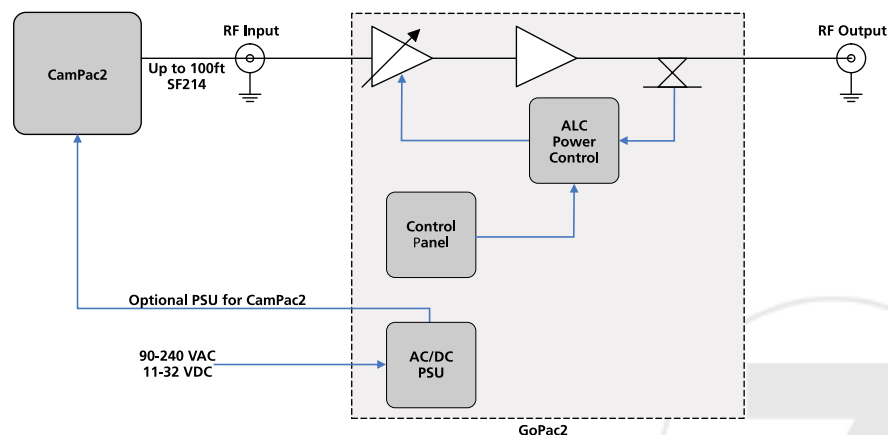 RF Input
RF Output
CamPac2
Up to 100ft
SF214
ALC
Power
Control
Control
Panel
Optional PSU for CamPac2
90-240 VAC
11-32 VDC
AC/DC
PSU
GoPac2